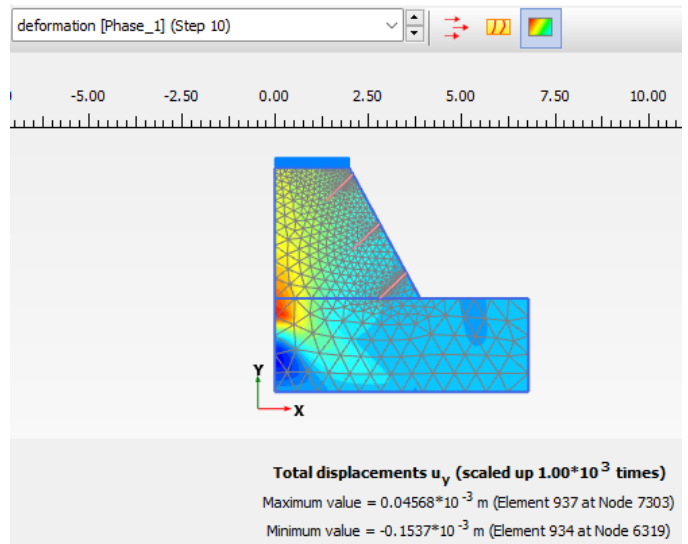 deformation [Phase_1] (Step 10)
-5.00 -2.50 0.00 2.50 5.00 7.50 10.00
Y
X
Total displacements u_y (scaled up 1.00*10^3 times)
Maximum value = 0.04568*10^-3 m (Element 937 at Node 7303)
Minimum value = -0.1537*10^-3 m (Element 934 at Node 6319)